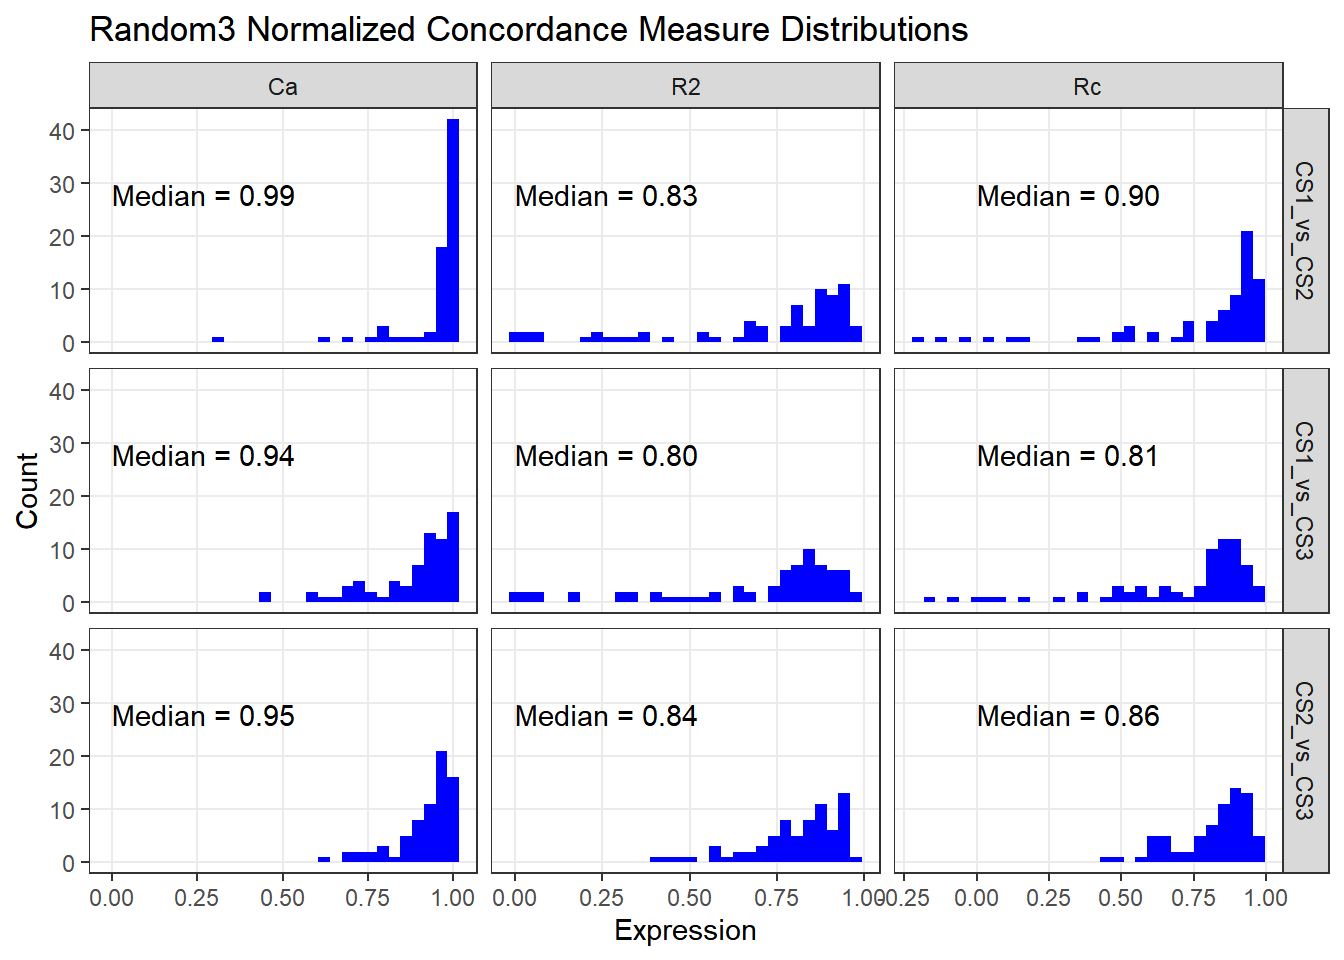 Random3 Normalized Concordance Measure Distributions
Ca
R2
Rc
40
30
20
10
0
Median = 0.99
Median = 0.83
Median = 0.90
CS1_vs_CS2
40
30
20
10
0
Median = 0.94
Median = 0.80
Median = 0.81
CS1_vs_CS3
Count
40
30
20
10
0
Median = 0.95
Median = 0.84
Median = 0.86
CS2_vs_CS3
0.00 0.25 0.50 0.75 1.00
0.00 0.25 0.50 0.75 1.00
-0.25 0.00 0.25 0.50 0.75 1.00
Expression